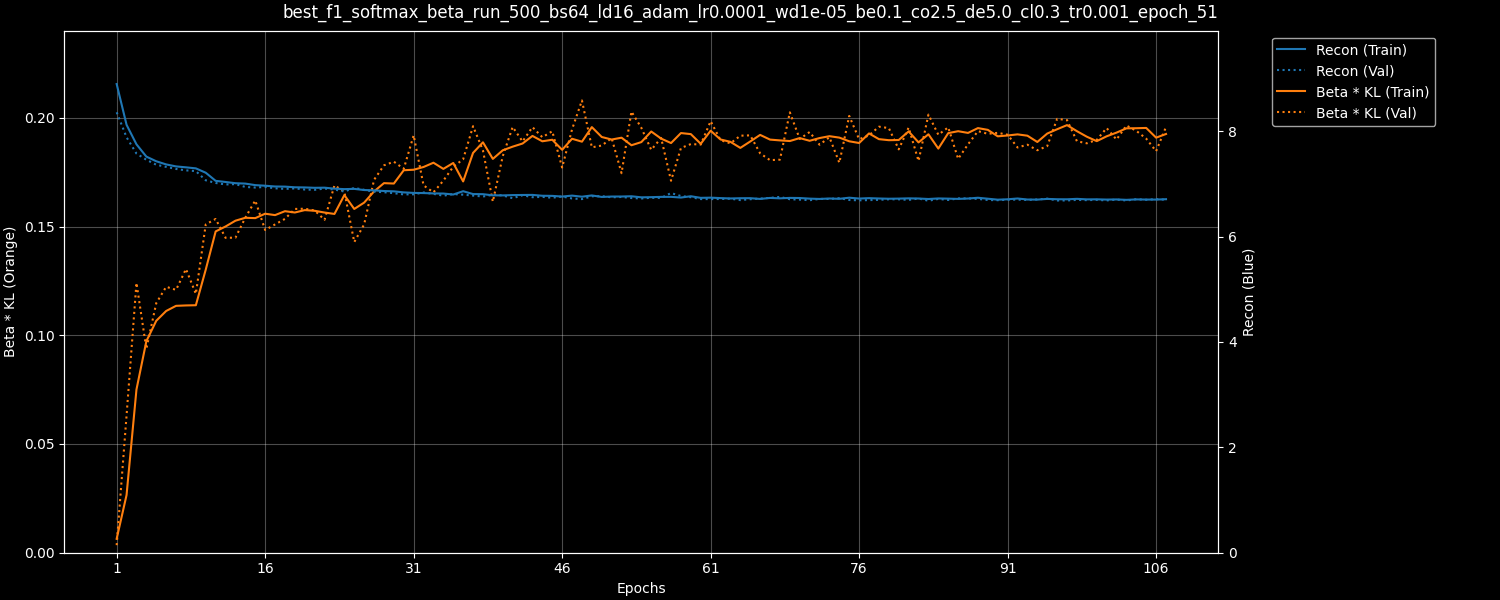 best_f1_softmax_beta_run_500_bs64_ld16_adam_lr0.0001_wd1e-05_be0.1_co2.5_de5.0_cl0.3_tr0.001_epoch_51
Recon (Train)
Recon (Val)
Beta * KL (Train)
Beta * KL (Val)
Beta * KL (Orange)
0.20
0.15
0.10
0.05
0.00
8
6
4
2
0
Recon (Blue)
1 16 31 46 61 76 91 106
Epochs